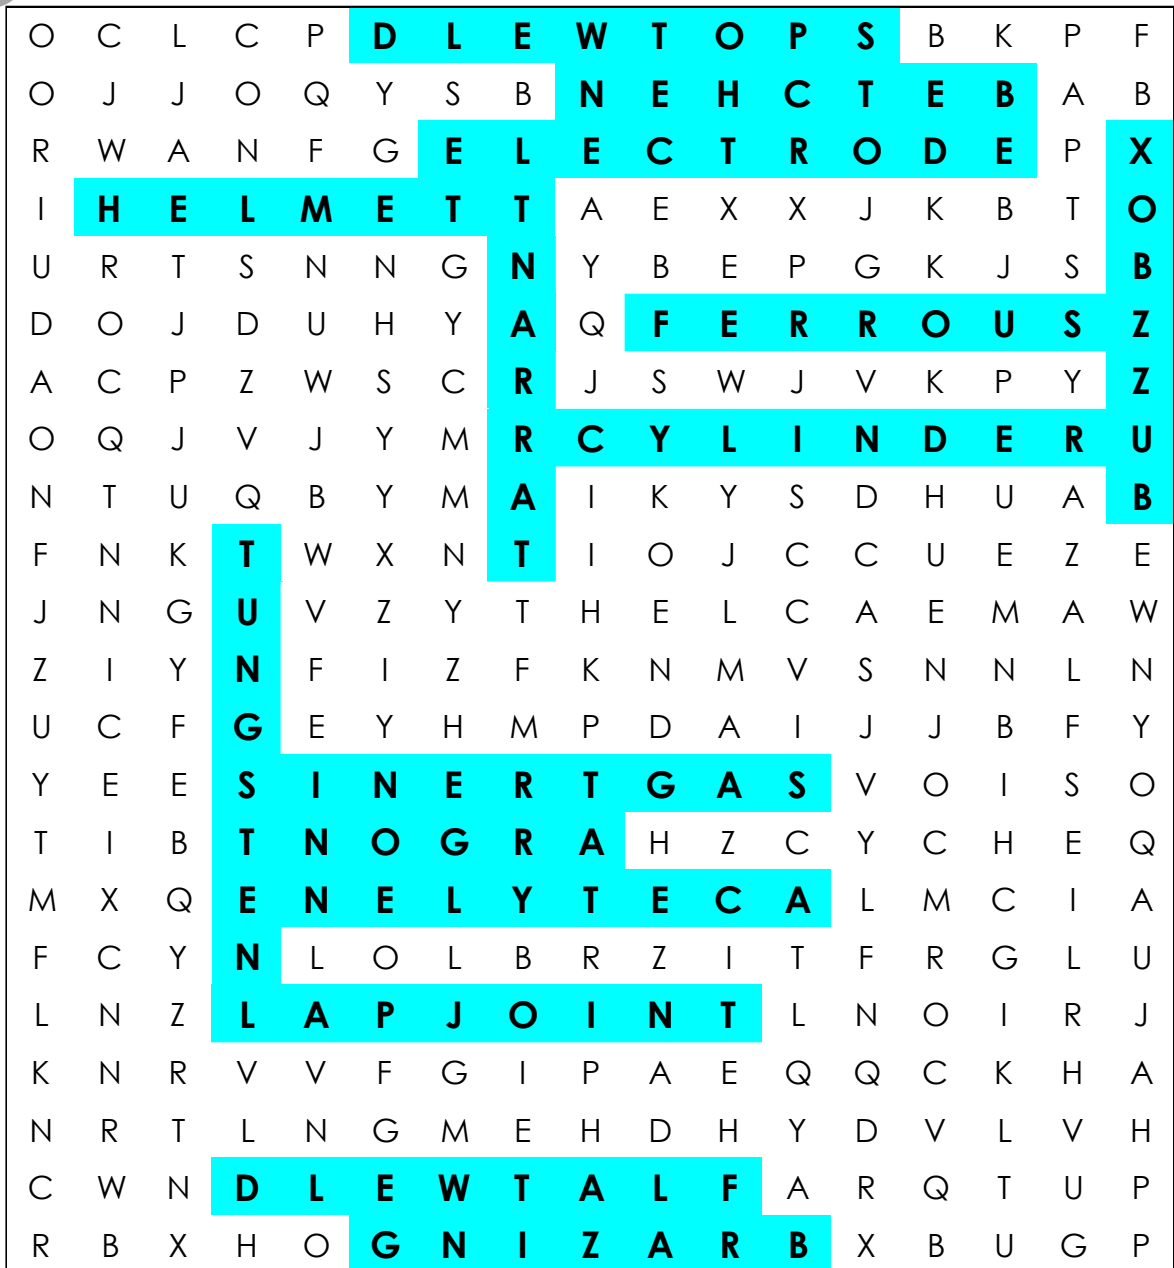 O C L C P D L E W T O P S B K P F
O J J O Q Y S B N E H C T E B A B
R W A N F G E L E C T R O D E P X
I H E L M E T T A E X X J K B T O
U R T S N N G N Y B E P G K J S B
D O J D U H Y A Q F E R R O U S Z
A C P Z W S C R J S W J V K P Y Z
O Q J V J Y M R C Y L I N D E R U
N T U Q B Y M A I K Y S D H U A B
F N K T W X N T I O J C C U E Z E
J N G U V Z Y T H E L C A E M A W
Z I Y N F I Z F K N M V S N N L N
U C F G E Y H M P D A I J J B F Y
Y E E S I N E R T G A S V O I S O
T I B T N O G R A H Z C Y C H E Q
M X Q E N E L Y T E C A L M C I A
F C Y N L O L B R Z I T F R G L U
L N Z L A P J O I N T L N O I R J
K N R V V F G I P A E Q Q C K H A
N R T L N G M E H D H Y D V L V H
C W N D L E W T A L F A R Q T U P
R B X H O G N I Z A R B X B U G P